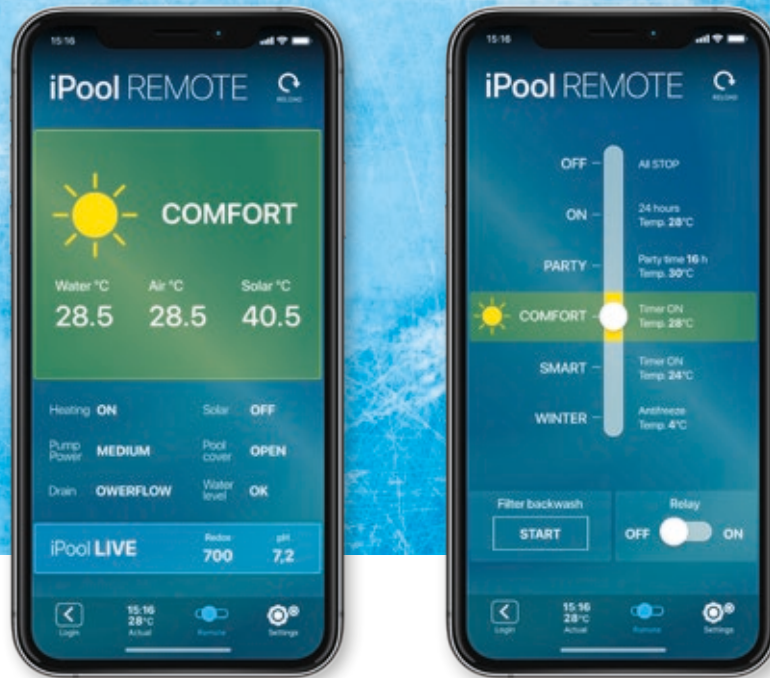 15:16
iPool REMOTE
RELOAD
COMFORT
Water °C Air °C Solar °C
28.5 28.5 40.5
Heating ON Solar OFF
Pump Power MEDIUM Pool cover OPEN
Drain OWERFLOW Water level OK
iPool LIVE Redox 700 pH 7,2
Login
15:16
28°C
Actual
Remote
Settings
15:16
iPool REMOTE
RELOAD
OFF All STOP
ON 24 hours
Temp. 28°C
PARTY Party time 16 h
Temp. 30°C
COMFORT Timer ON
Temp. 28°C
SMART Timer ON
Temp. 24°C
WINTER Antifreeze
Temp. 4°C
Filter backwash
START
Relay
OFF ON
Login
15:16
28°C
Actual
Remote
Settings